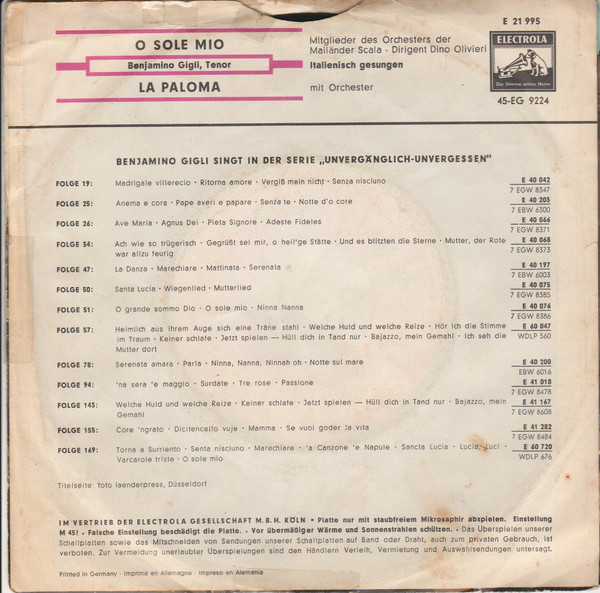 E 21 995
O SOLE MIO
Benjamino Gigli, Tenor
LA PALOMA
Mitglieder des Orchesters der
Mailänder Scala · Dirigent Dino Olivieri
Italienisch gesungen
mit Orchester
ELECTROLA
Die Stimme seines Herrn
45-EG 9224
BENJAMINO GIGLI SINGT IN DER SERIE „UNVERGÄNGLICH-UNVERGESSEN"
FOLGE 19: Madrigale villerecio · Ritorna amore · Vergiß mein nicht · Senza nisciuno E 40 042
7 EGW 8347
FOLGE 25: Anema e cora · Pape averi e papare · Senza te · Notte d'o core E 40 203
7 EBW 6300
FOLGE 26: Ave Maria · Agnus Dei · Pieta Signore · Adeste Fideles E 40 066
7 EGW 8371
FOLGE 34: Ach wie so trügerisch · Gegrüßt sei mir, o heil'ge Stätte · Und es blitzten die Sterne · Mutter, der Rote E 40 068
war allzu feurig 7 EGW 8373
FOLGE 47: La Danza · Marechiare · Mattinata · Serenata E 40 197
7 EBW 6003
FOLGE 50: Santa Lucia · Wiegenlied · Mutterlied E 40 075
7 EGW 8385
FOLGE 51: O grande sommo Dio · O sole mio · Ninna Nanna E 40 076
7 EGW 8386
FOLGE 57: Heimlich aus ihrem Auge sich eine Träne stahl · Welche Huld und welche Reize · Hör ich die Stimme E 60 047
im Traum · Keiner schlafe · Jetzt spielen — Hüll dich in Tand nur · Bajazzo, mein Gemahl · Ich seh die WDLP 560
Mutter dort
FOLGE 78: Serenata amara · Parla · Ninna, Nanna, Ninnah oh · Notte sul mare E 40 200
EBW 6016
FOLGE 94: 'na sera 'e maggio · Surdate · Tre rose · Passione E 41 018
7 EGW 8478
FOLGE 145: Welche Huld und welche Reize · Keiner schlafe · Jetzt spielen — Hüll dich in Tand nur · Bajazzo, mein E 41 167
Gemahl 7 EGW 8608
FOLGE 155: Core 'ngrato · Dicitencello vuje · Mamma · Se vuoi goder la vita E 41 282
7 EGW 8484
FOLGE 169: Torna a Surriento · Senta nisciuno · Marechiare · 'a Canzone 'e Napule · Sancta Lucia · Lucia, Luci · E 60 720
Varcarole triste · O sole mio WDLP 676
Titelseite: foto laenderpress, Düsseldorf
IM VERTRIEB DER ELECTROLA GESELLSCHAFT M.B.H. KÖLN • Platte nur mit staubfreiem Mikrosaphir abspielen. Einstellung
M 45! • Falsche Einstellung beschädigt die Platte. • Vor übermäßiger Wärme und Sonnenstrahlen schützen. • Das Überspielen unserer
Schallplatten sowie das Mitschneiden von Sendungen unserer Schallplatten auf Band oder Draht, auch zum privaten Gebrauch, ist
verboten. Zur Vermeidung unerlaubter Überspielungen sind den Händlern Verleih, Vermietung und Auswahlsendungen untersagt.
Printed in Germany · Imprimé en Allemagne · Impreso en Alemania